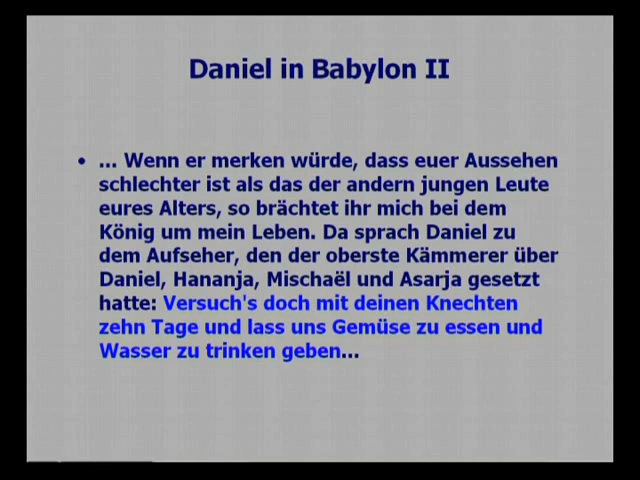 Daniel in Babylon II
• ... Wenn er merken würde, dass euer Aussehen
schlechter ist als das der andern jungen Leute
eures Alters, so brächtet ihr mich bei dem
König um mein Leben. Da sprach Daniel zu
dem Aufseher, den der oberste Kämmerer über
Daniel, Hananja, Mischaël und Asarja gesetzt
hatte: Versuch's doch mit deinen Knechten
zehn Tage und lass uns Gemüse zu essen und
Wasser zu trinken geben...